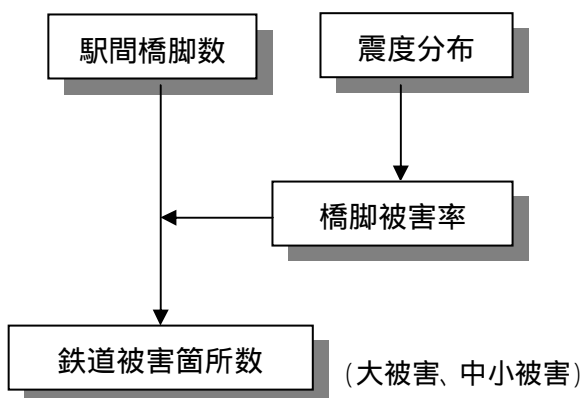 駅間橋脚数
震度分布
橋脚被害率
鉄道被害箇所数
(大被害、中小被害)